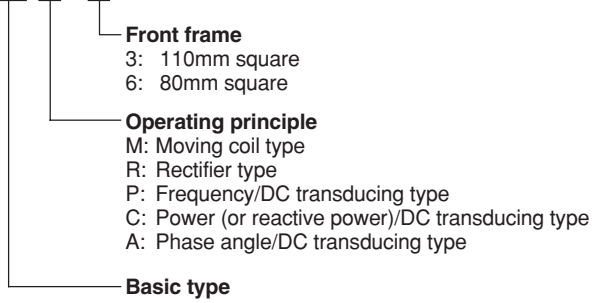 Front frame
3: 110mm square
6: 80mm square
Operating principle
M: Moving coil type
R: Rectifier type
P: Frequency/DC transducing type
C: Power (or reactive power)/DC transducing type
A: Phase angle/DC transducing type
Basic type